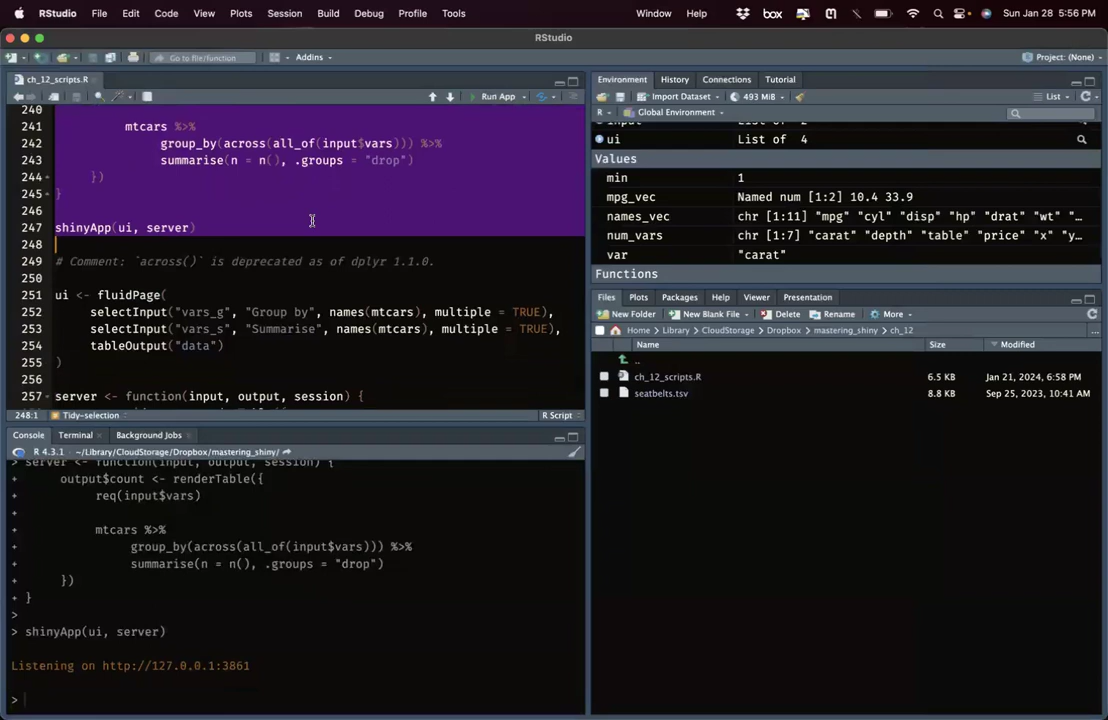 RStudio File Edit Code View Plots Session Build Debug Profile Tools Window Help box Sun Jan 28 5:56 PM
RStudio
Go to file/function Addins Project: (None)
ch_12_scripts.R
Run App
240
241 mtcars %>%
242 group_by(across(all_of(input$vars))) %>%
243 summarise(n = n(), .groups = "drop")
244 })
245 }
246
247 shinyApp(ui, server)
248
249 # Comment: `across()` is deprecated as of dplyr 1.1.0.
250
251 ui <- fluidPage(
252 selectInput("vars_g", "Group by", names(mtcars), multiple = TRUE),
253 selectInput("vars_s", "Summarise", names(mtcars), multiple = TRUE),
254 tableOutput("data")
255 )
256
257 server <- function(input, output, session) {
248:1 Tidy-selection R Script
Console Terminal Background Jobs
R 4.3.1 · ~/Library/CloudStorage/Dropbox/mastering_shiny/
> server <- function(input, output, session) {
+ output$count <- renderTable({
+ req(input$vars)
+
+ mtcars %>%
+ group_by(across(all_of(input$vars))) %>%
+ summarise(n = n(), .groups = "drop")
+ })
+ }
>
> shinyApp(ui, server)
Listening on http://127.0.0.1:3861
>
Environment History Connections Tutorial
Import Dataset 493 MiB List
R Global Environment
input List of 2
ui List of 4
Values
min 1
mpg_vec Named num [1:2] 10.4 33.9
names_vec chr [1:11] "mpg" "cyl" "disp" "hp" "drat" "wt" "…
num_vars chr [1:7] "carat" "depth" "table" "price" "x" "y…
var "carat"
Functions
Files Plots Packages Help Viewer Presentation
New Folder New Blank File Delete Rename More
Home Library CloudStorage Dropbox mastering_shiny ch_12 ...
Name Size Modified
..
ch_12_scripts.R 6.5 KB Jan 21, 2024, 6:58 PM
seatbelts.tsv 8.8 KB Sep 25, 2023, 10:41 AM